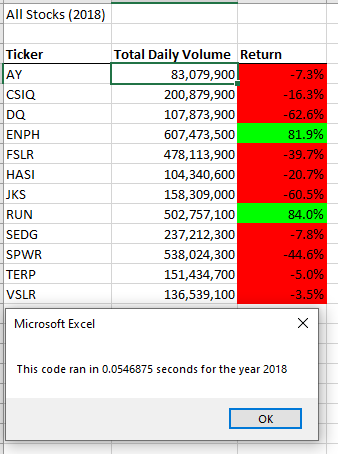 All Stocks (2018)
Ticker Total Daily Volume Return
AY 83,079,900 -7.3%
CSIQ 200,879,900 -16.3%
DQ 107,873,900 -62.6%
ENPH 607,473,500 81.9%
FSLR 478,113,900 -39.7%
HASI 104,340,600 -20.7%
JKS 158,309,000 -60.5%
RUN 502,757,100 84.0%
SEDG 237,212,300 -7.8%
SPWR 538,024,300 -44.6%
TERP 151,434,700 -5.0%
VSLR 136,539,100 -3.5%
Microsoft Excel
This code ran in 0.0546875 seconds for the year 2018
OK